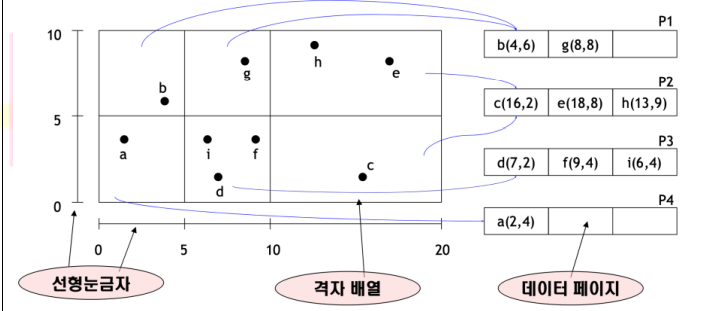 P1
10
b(4,6) g(8,8)
h
g
e
P2
b
c(16,2) e(18,8) h(13,9)
5
P3
a i f
c
d(7,2) f(9,4) i(6,4)
d
P4
0
a(2,4)
0 5 10 20
선형눈금자 격자 배열 데이터 페이지